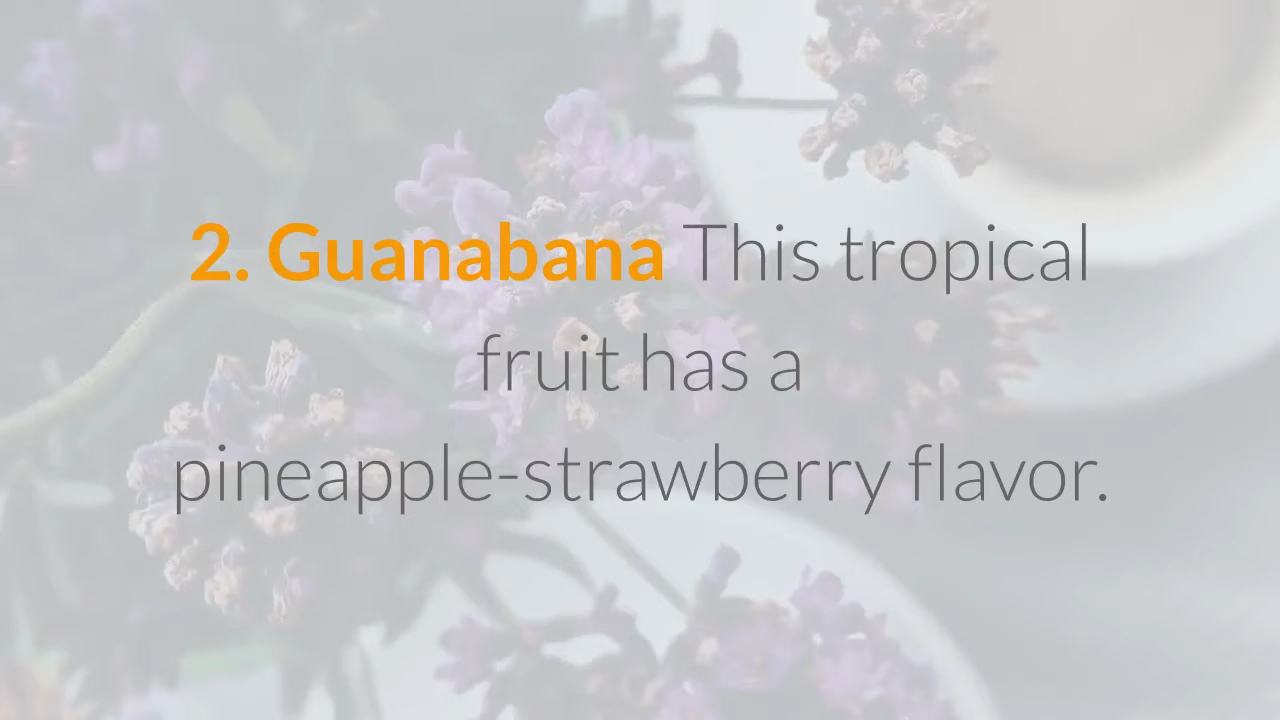 2. Guanabana This tropical
fruit has a
pineapple-strawberry flavor.